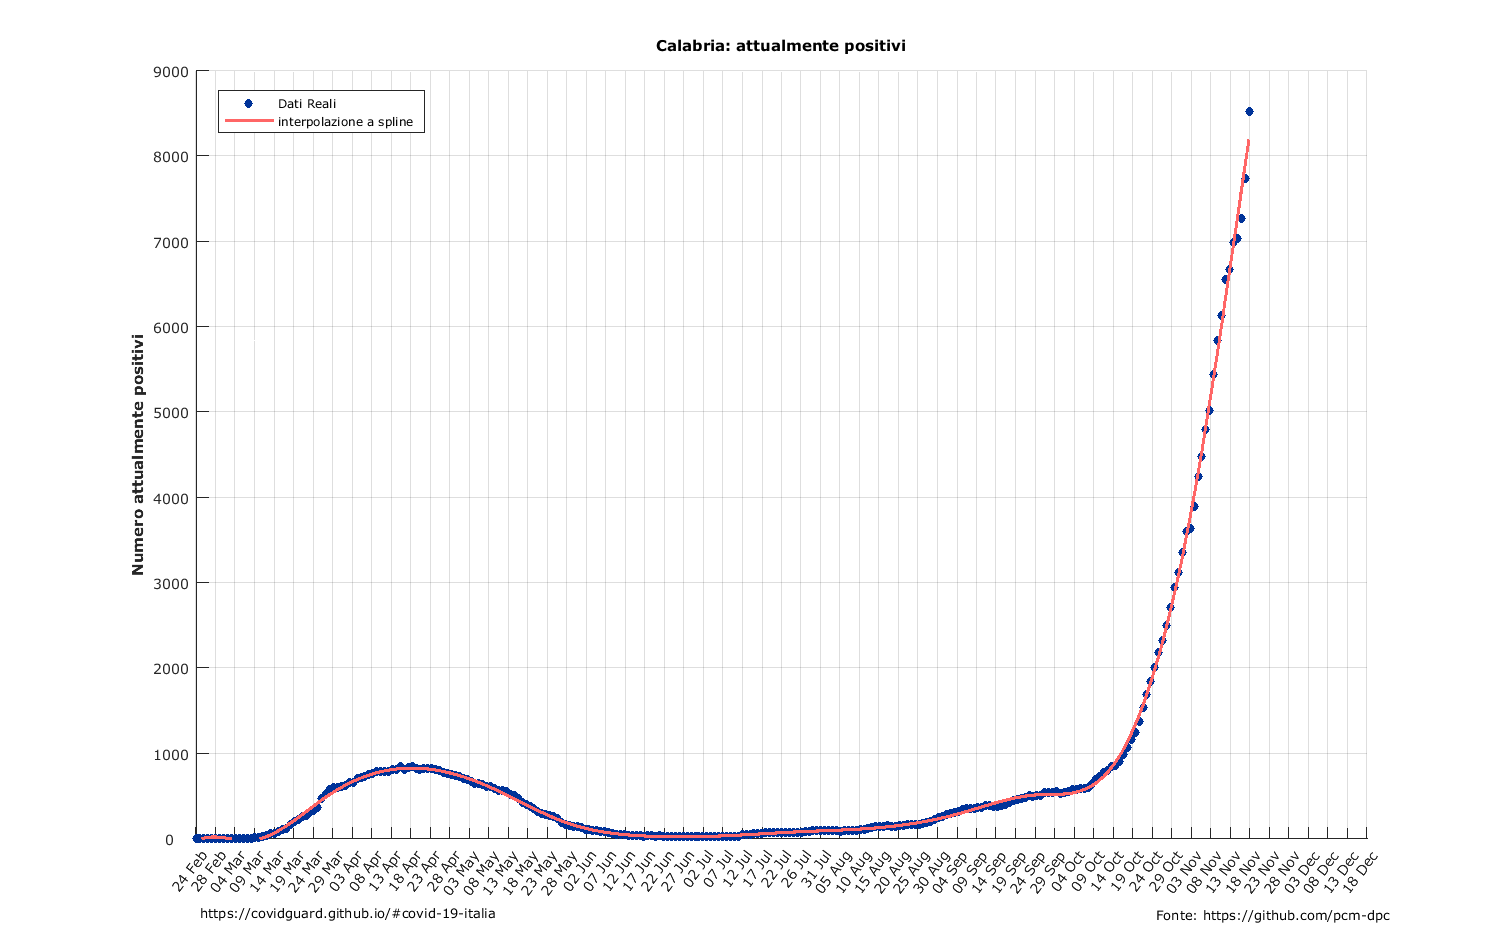 Calabria: attualmente positivi
Dati Reali
interpolazione a spline
Numero attualmente positivi
9000
8000
7000
6000
5000
4000
3000
2000
1000
0
24 Feb
28 Feb
04 Mar
09 Mar
14 Mar
19 Mar
24 Mar
29 Mar
03 Apr
08 Apr
13 Apr
18 Apr
23 Apr
28 Apr
03 May
08 May
13 May
18 May
23 May
28 May
02 Jun
07 Jun
12 Jun
17 Jun
22 Jun
27 Jun
02 Jul
07 Jul
12 Jul
17 Jul
22 Jul
26 Jul
31 Jul
05 Aug
10 Aug
15 Aug
20 Aug
25 Aug
30 Aug
04 Sep
09 Sep
14 Sep
19 Sep
24 Sep
29 Sep
04 Oct
09 Oct
14 Oct
19 Oct
24 Oct
29 Oct
03 Nov
08 Nov
13 Nov
18 Nov
23 Nov
28 Nov
03 Dec
08 Dec
13 Dec
18 Dec
https://covidguard.github.io/#covid-19-italia
Fonte: https://github.com/pcm-dpc